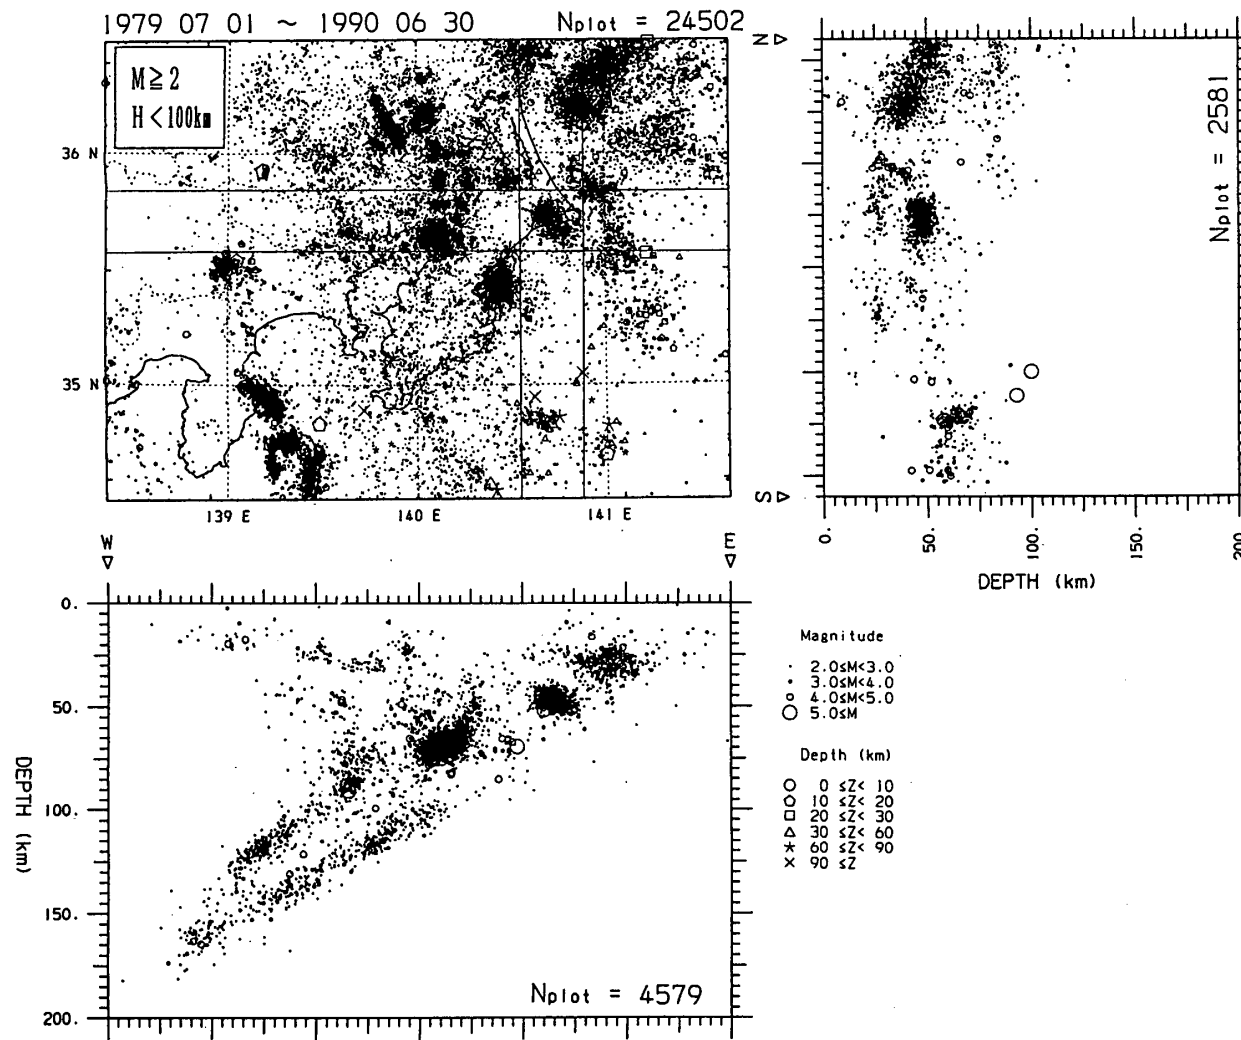 1979 07 01 ~ 1990 06 30 Nplot = 24502
M≧2
H<100km
36 N
35 N
139 E 140 E 141 E
N
S
Nplot = 2581
0. 50. 100. 150. 200.
DEPTH (km)
W E
0.
50.
100.
150.
200.
DEPTH (km)
Nplot = 4579
Magnitude
2.0≤M<3.0
3.0≤M<4.0
4.0≤M<5.0
5.0≤M
Depth (km)
0 ≤Z< 10
10 ≤Z< 20
20 ≤Z< 30
30 ≤Z< 60
60 ≤Z< 90
90 ≤Z